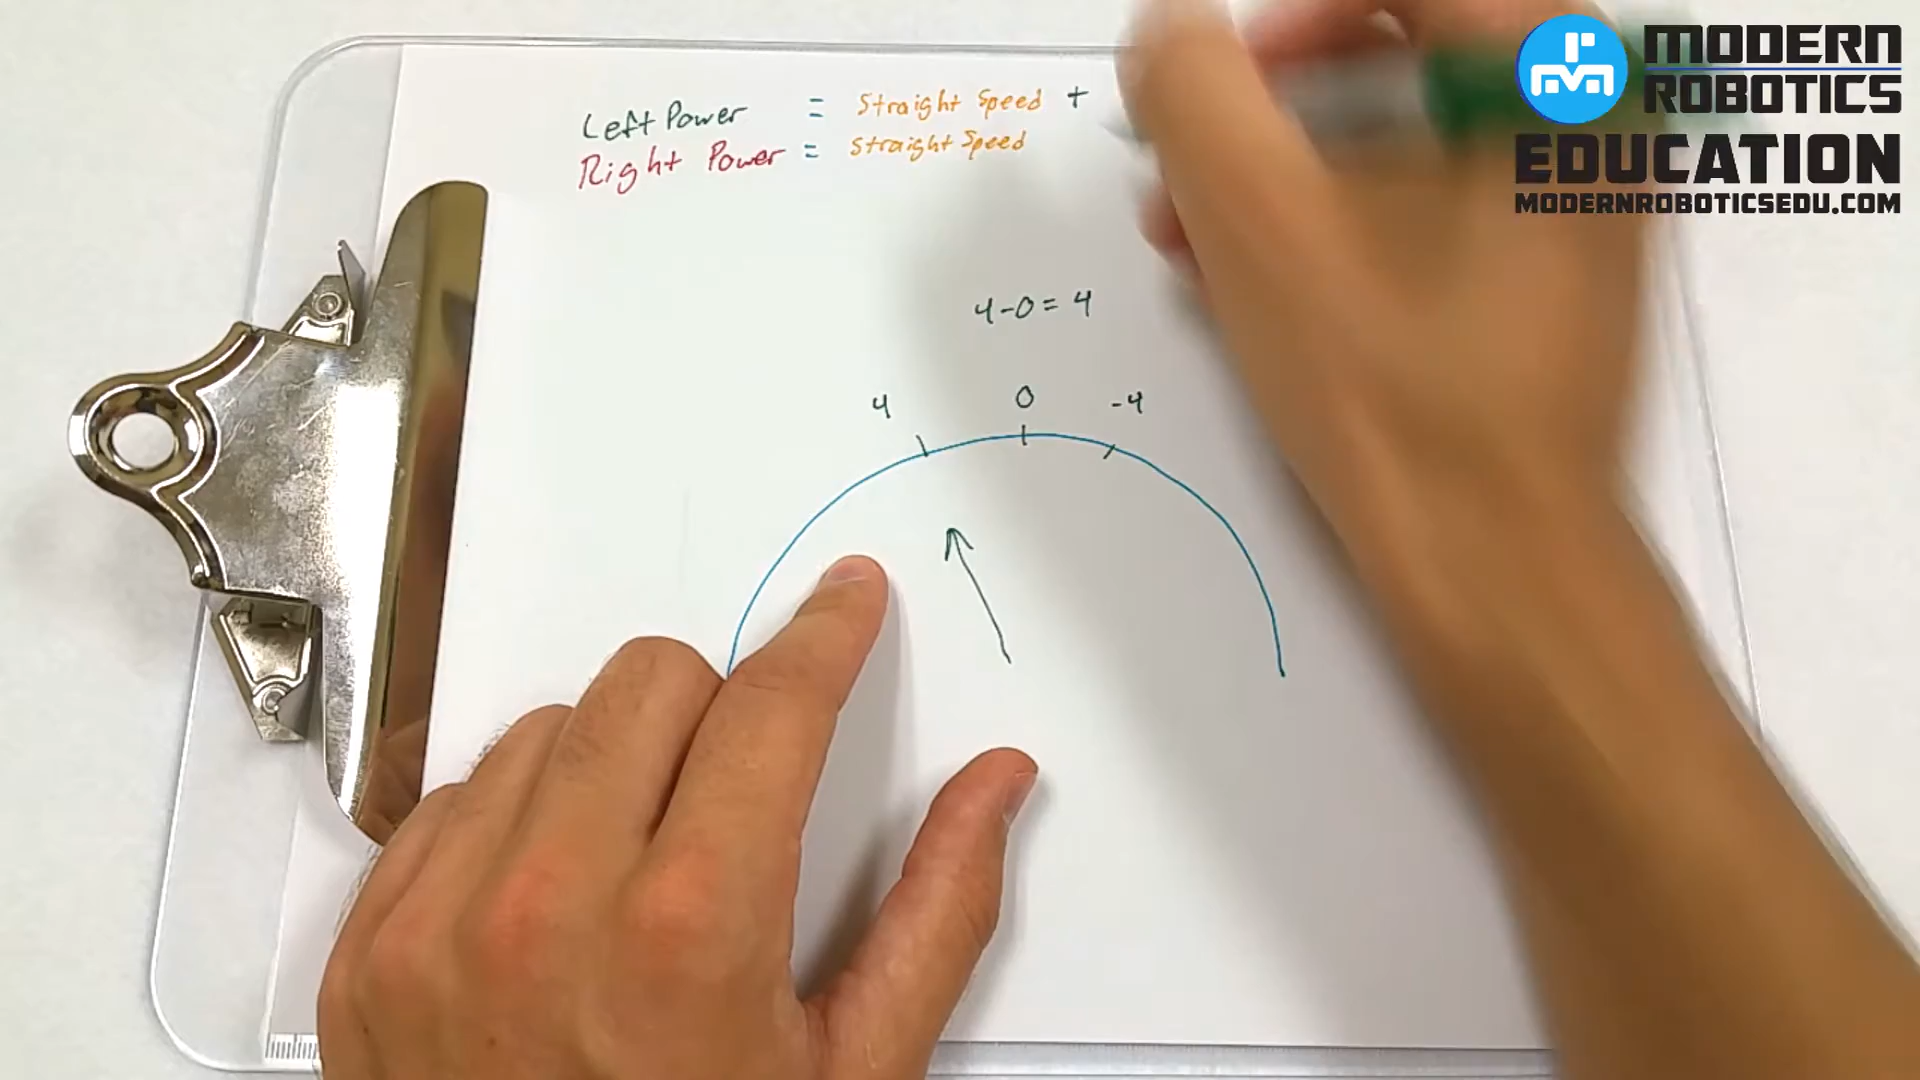 Left Power = Straight Speed +
Right Power = Straight Speed
4-0=4
4 0 -4
MODERN
ROBOTICS
EDUCATION
MODERNROBOTICSEDU.COM